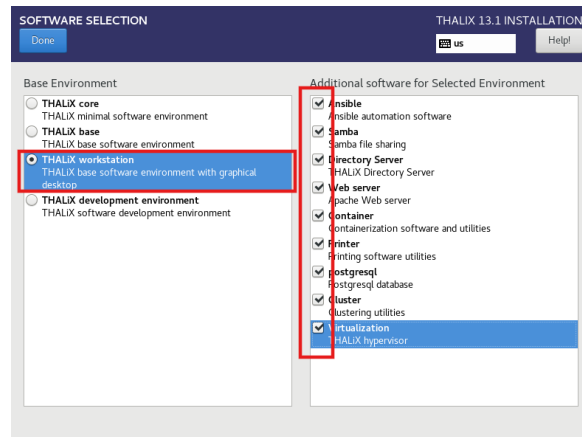 SOFTWARE SELECTION
THALIX 13.1 INSTALLATION
Done
us
Help!
Base Environment
THALiX core
THALiX minimal software environment
THALiX base
THALiX base software environment
THALiX workstation
THALiX base software environment with graphical
desktop
THALiX development environment
THALiX software development environment
Additional software for Selected Environment
Ansible
Ansible automation software
Samba
Samba file sharing
Directory Server
THALiX Directory Server
Web server
Apache Web server
Container
Containerization software and utilities
Printer
Printing software utilities
postgresql
Postgresql database
Cluster
Clustering utilities
Virtualization
THALiX hypervisor